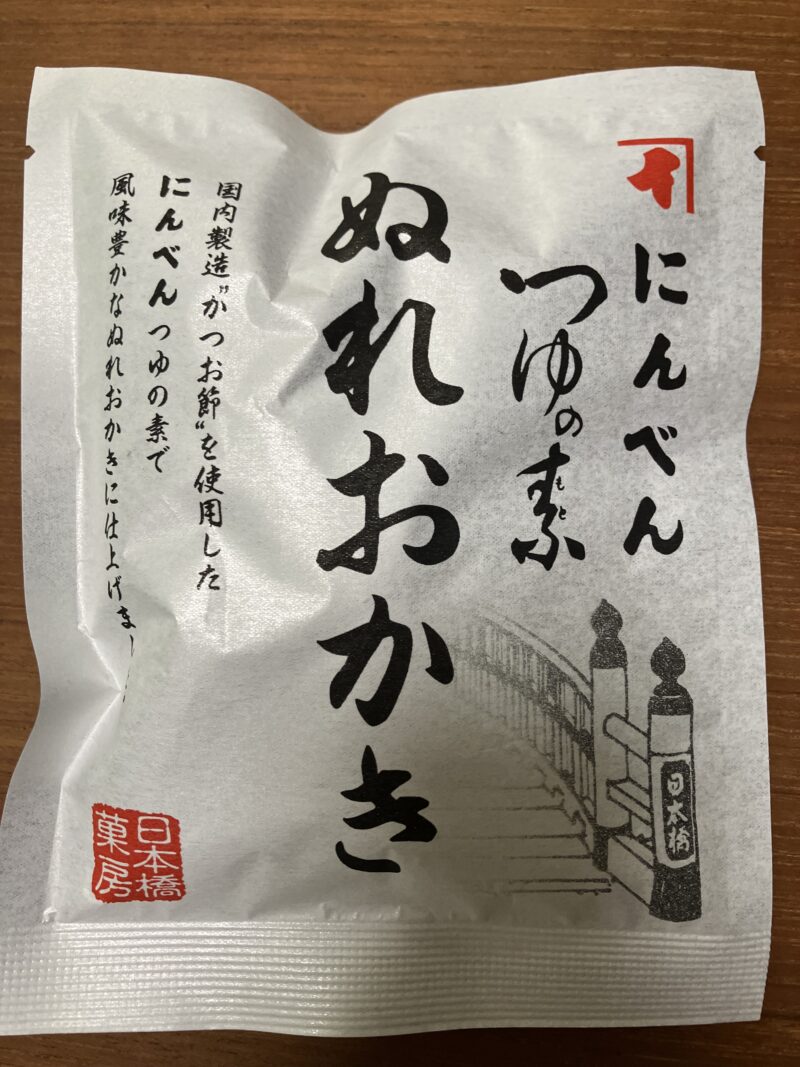 イ
にんべん
つゆの素
もと
ぬれおかき
国内製造"かつお節"を使用した
にんべんつゆの素で
風味豊かなぬれおかきに仕上げまし
日本橋
日本橋
菓房